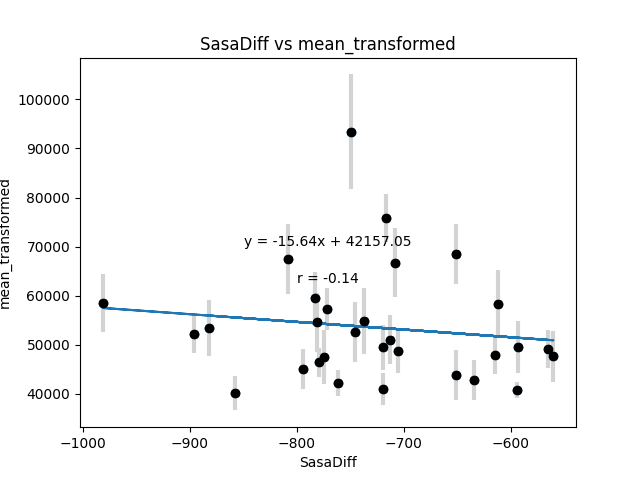 SasaDiff vs mean_transformed
100000
90000
80000
70000
60000
50000
40000
mean_transformed
y = -15.64x + 42157.05
r = -0.14
−1000
−900
−800
−700
−600
SasaDiff